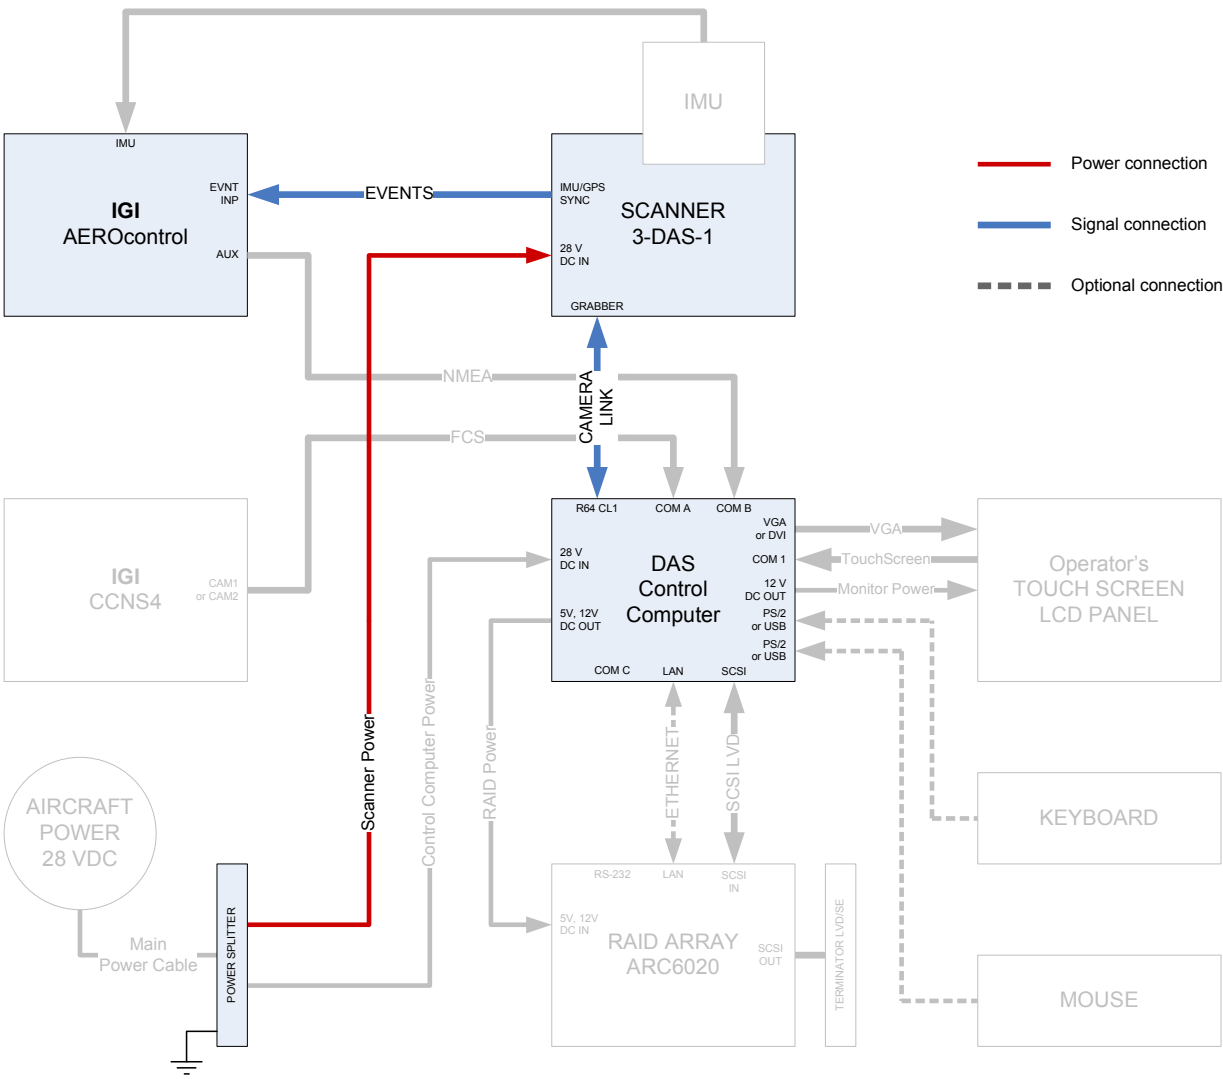 IMU
IMU
EVNT
INP
IGI
AEROcontrol
AUX
EVENTS
IMU/GPS
SYNC
SCANNER
3-DAS-1
28 V
DC IN
GRABBER
Power connection
Signal connection
Optional connection
NMEA
CAMERA
LINK
FCS
R64 CL1
COM A
COM B
VGA
or DVI
28 V
DC IN
DAS
Control
Computer
COM 1
12 V
DC OUT
5V, 12V
DC OUT
PS/2
or USB
PS/2
or USB
COM C
LAN
SCSI
VGA
TouchScreen
Monitor Power
Operator's
TOUCH SCREEN
LCD PANEL
IGI
CCNS4
CAM1
or CAM2
Scanner Power
Control Computer Power
RAID Power
ETHERNET
SCSI LVD
AIRCRAFT
POWER
28 VDC
Main
Power Cable
POWER SPLITTER
RS-232
LAN
SCSI
IN
5V, 12V
DC IN
RAID ARRAY
ARC6020
SCSI
OUT
TERMINATOR LVD/SE
KEYBOARD
MOUSE